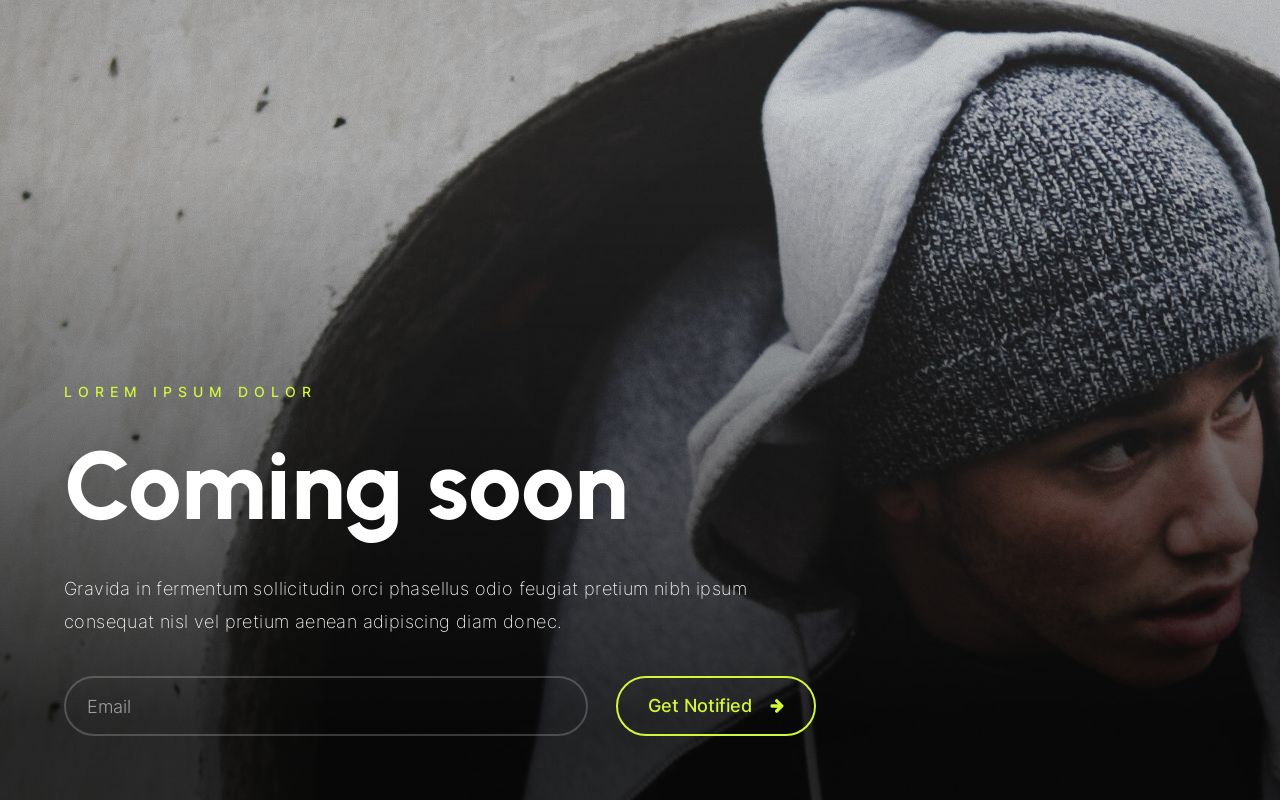 LOREM IPSUM DOLOR
Coming soon
Gravida in fermentum sollicitudin orci phasellus odio feugiat pretium nibh ipsum
consequat nisl vel pretium aenean adipiscing diam donec.
Email
Get Notified